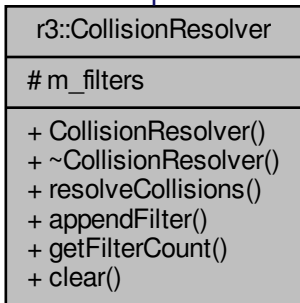 r3::CollisionResolver
# m_filters
+ CollisionResolver()
+ ~CollisionResolver()
+ resolveCollisions()
+ appendFilter()
+ getFilterCount()
+ clear()